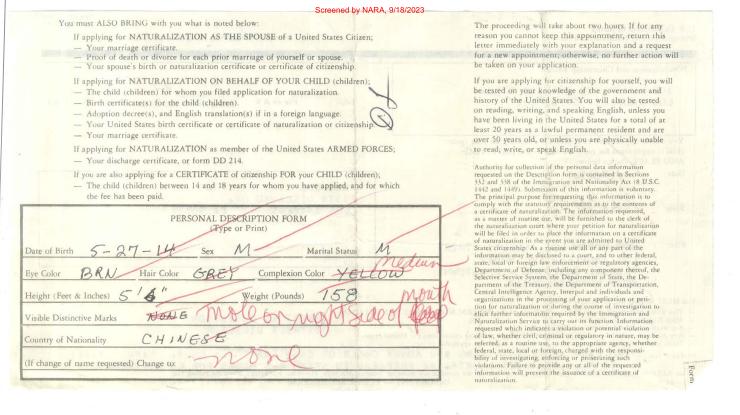 Screened by NARA, 9/18/2023
You must ALSO BRING with you what is noted below:
If applying for NATURALIZATION AS THE SPOUSE of a United States Citizen;
— Your marriage certificate.
— Proof of death or divorce for each prior marriage of yourself or spouse.
— Your spouse's birth or naturalization certificate or certificate of citizenship.
If applying for NATURALIZATION ON BEHALF OF YOUR CHILD (children);
— The child (children) for whom you filed application for naturalization.
— Birth certificate(s) for the child (children).
— Adoption decree(s), and English translation(s) if in a foreign language.
— Your United States birth certificate or certificate of naturalization or citizenship.
— Your marriage certificate.
If applying for NATURALIZATION as member of the United States ARMED FORCES;
— Your discharge certificate, or form DD 214.
If you are also applying for a CERTIFICATE of citizenship FOR your CHILD (children);
— The child (children) between 14 and 18 years for whom you have applied, and for which
the fee has been paid.
PERSONAL DESCRIPTION FORM
(Type or Print)
Date of Birth 5-27-14 Sex M Marital Status M
medium
Eye Color BRN Hair Color GREY Complexion Color YELLOW
Height (Feet & Inches) 5' 6" Weight (Pounds) 158
mouth
Visible Distinctive Marks NONE mole on right side of
Country of Nationality CHINESE
(If change of name requested) Change to: none
The proceeding will take about two hours. If for any
reason you cannot keep this appointment, return this
letter immediately with your explanation and a request
for a new appointment; otherwise, no further action will
be taken on your application.
If you are applying for citizenship for yourself, you will
be tested on your knowledge of the government and
history of the United States. You will also be tested
on reading, writing, and speaking English, unless you
have been living in the United States for a total of at
least 20 years as a lawful permanent resident and are
over 50 years old, or unless you are physically unable
to read, write, or speak English.
Authority for collection of the personal data information
requested on the Description form is contained in Sections
332 and 338 of the Immigration and Nationality Act (8 U.S.C.
1442 and 1449). Submission of this information is voluntary.
The principal purpose for requesting this information is to
comply with the statutory requirements as to the contents of
a certificate of naturalization. The information requested,
as a matter of routine use, will be furnished to the clerk of
the naturalization court where your petition for naturalization
will be filed in order to place the information on a certificate
of naturalization in the event you are admitted to United
States citizenship. As a routine use all or any part of the
information may be disclosed to a court, and to other federal,
state, local or foreign law enforcement or regulatory agencies,
Department of Defense, including any component thereof, the
Selective Service System, the Department of State, the De-
partment of the Treasury, the Department of Transportation,
Central Intelligence Agency, Interpol and individuals and
organizations in the processing of your application or peti-
tion for naturalization or during the course of investigation to
elicit further information required by the Immigration and
Naturalization Service to carry out its function. Information
requested which indicates a violation or potential violation
of law, whether civil, criminal or regulatory in nature, may be
referred, as a routine use, to the appropriate agency, whether
federal, state, local or foreign, charged with the responsi-
bility of investigating, enforcing or prosecuting such
violations. Failure to provide any or all of the requested
information will prevent the issuance of a certificate of
naturalization.
Form